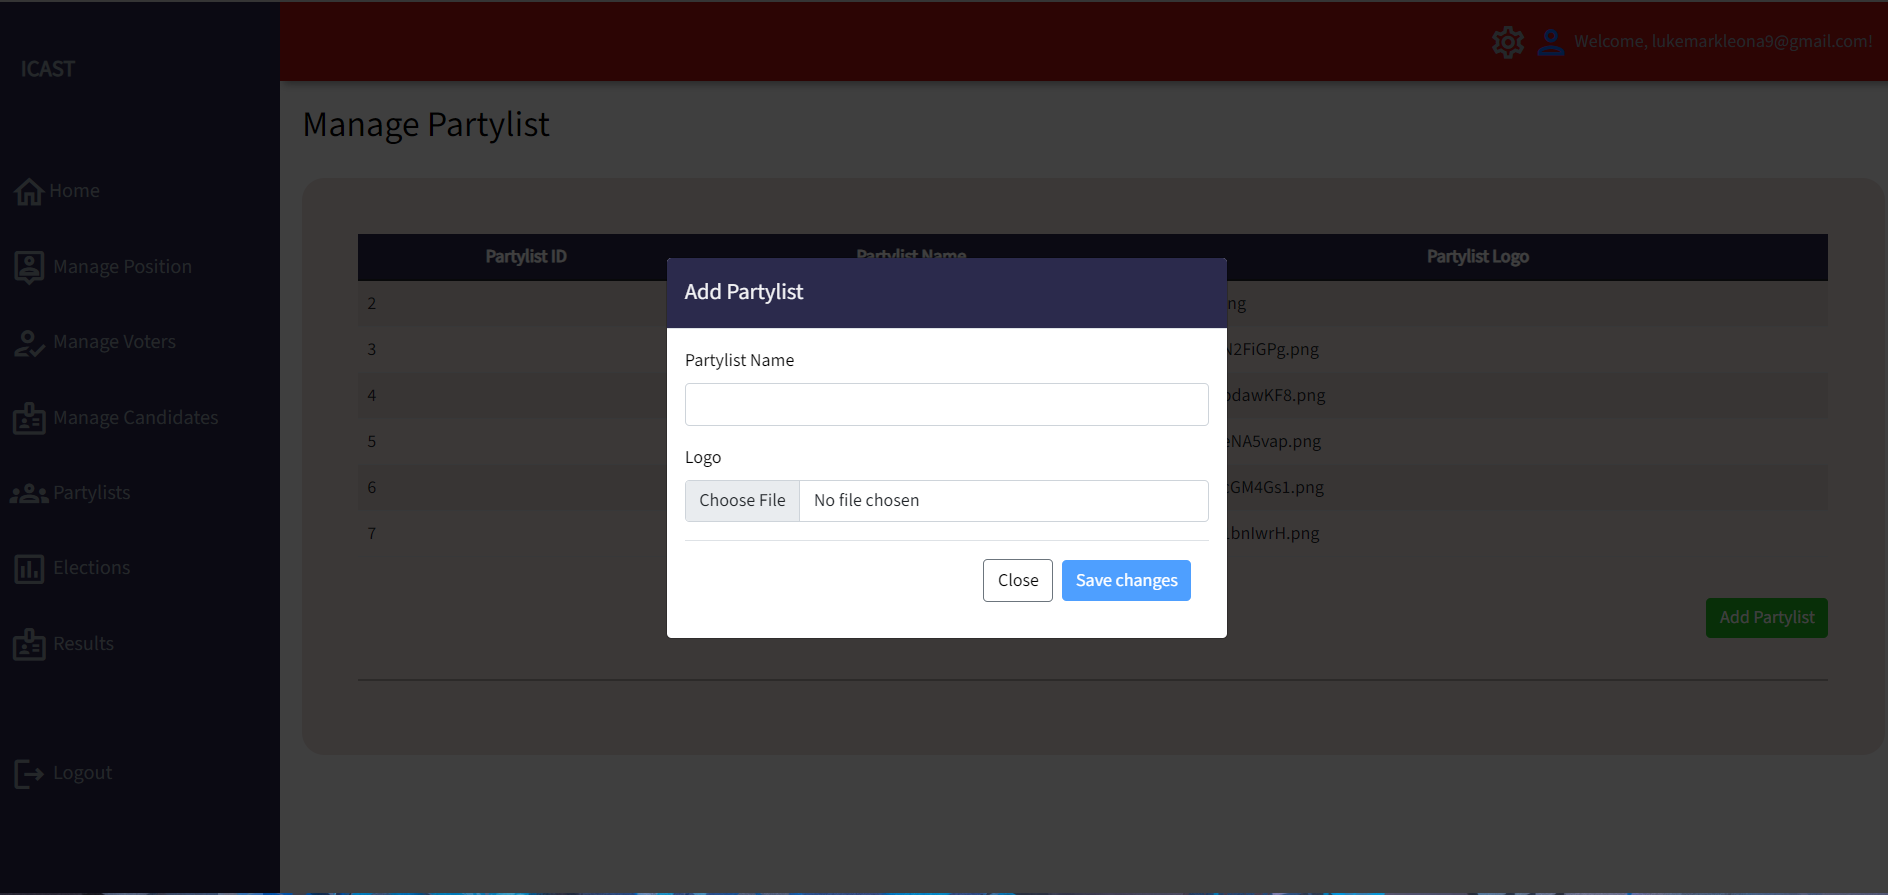 ICAST
Welcome, lukemarkleona9@gmail.com!
Manage Partylist
Home
Manage Position
Manage Voters
Manage Candidates
Partylists
Elections
Results
Logout
Partylist ID Partylist Name Partylist Logo
2 ng
3 N2FiGPg.png
4 odawKF8.png
5 eNA5vap.png
6 GM4Gs1.png
7 bnIwrH.png
Add Partylist
Partylist Name
Logo
Choose File No file chosen
Close Save changes
Add Partylist